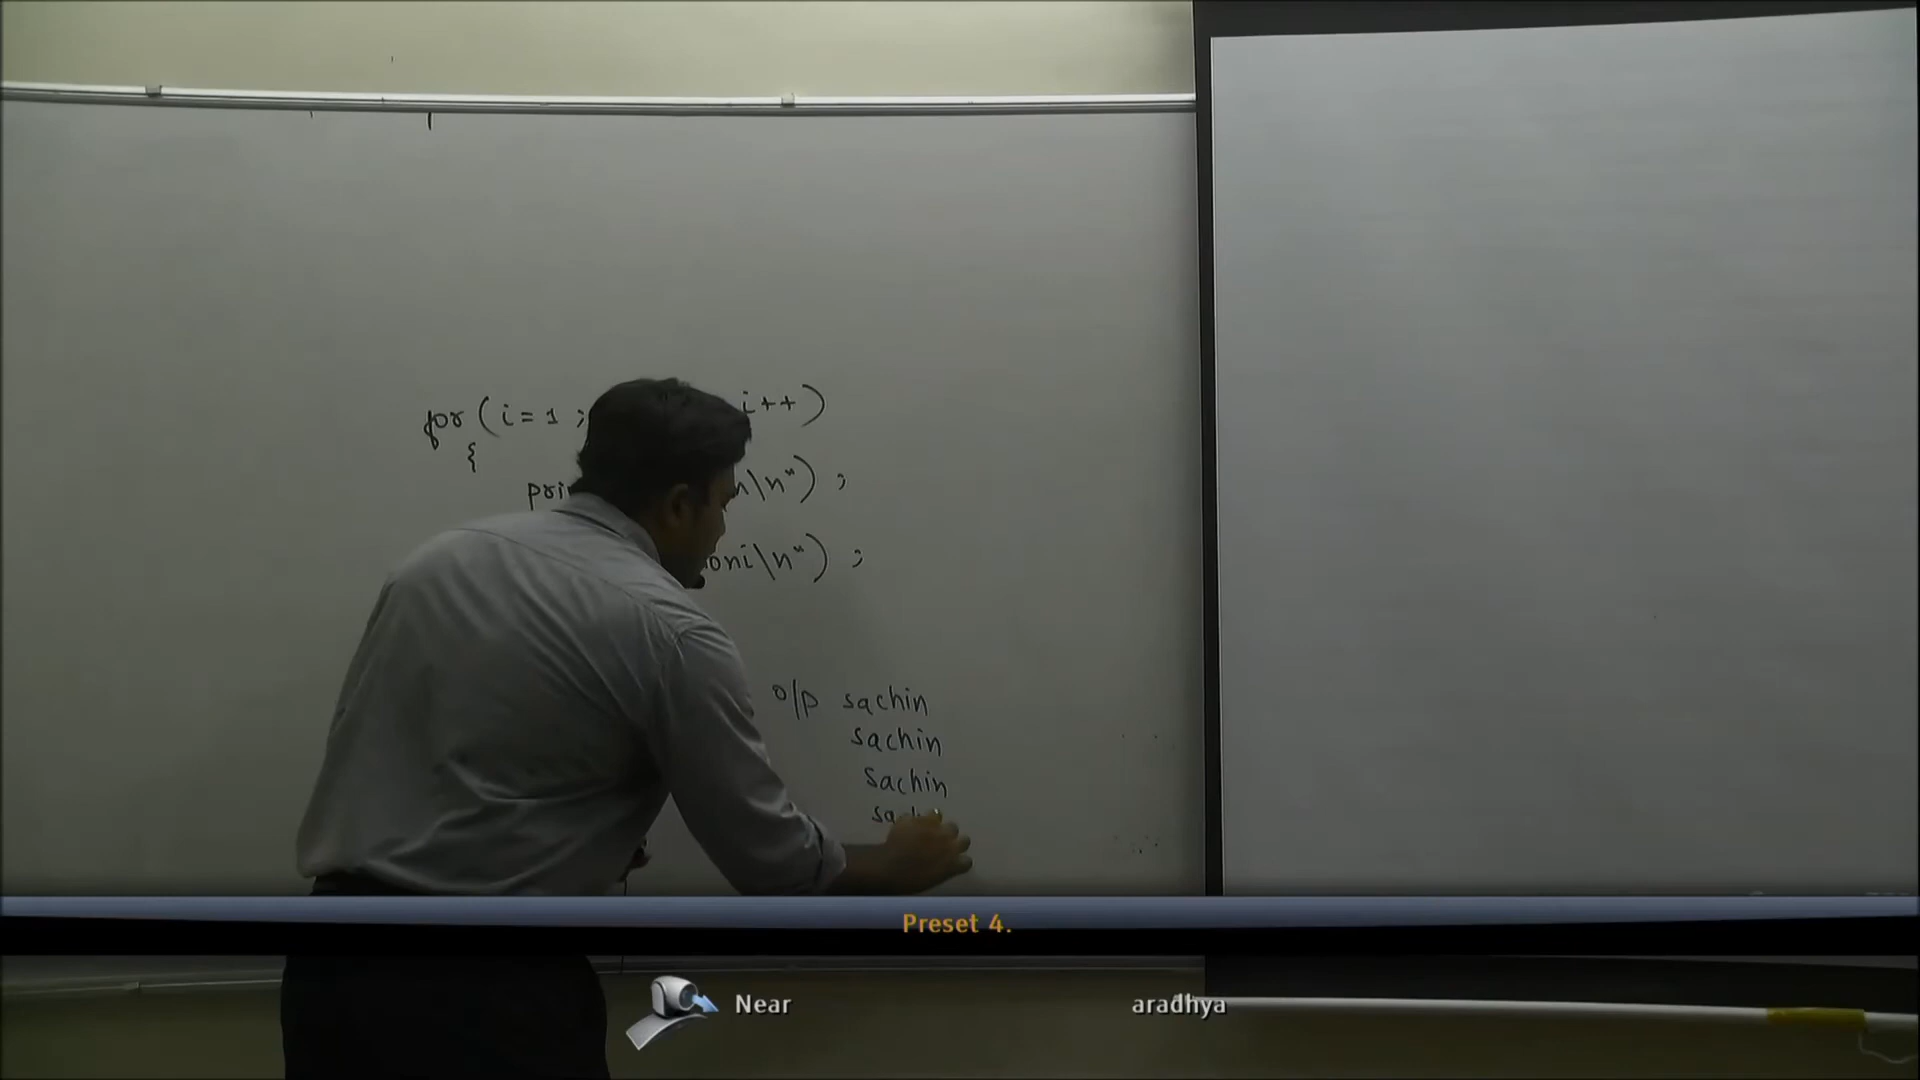 for (i=1 ; i++)
{
pri n\n") ;
oni\n") ;
o/p sachin
sachin
sachin
Preset 4.
Near aradhya